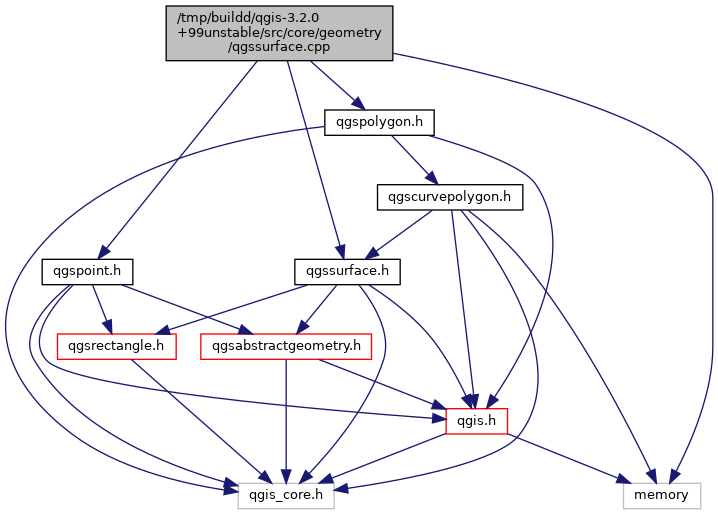 /tmp/buildd/qgis-3.2.0
+99unstable/src/core/geometry
/qgssurface.cpp
qgspolygon.h
qgscurvepolygon.h
qgspoint.h
qgssurface.h
qgsrectangle.h
qgsabstractgeometry.h
qgis.h
qgis_core.h
memory